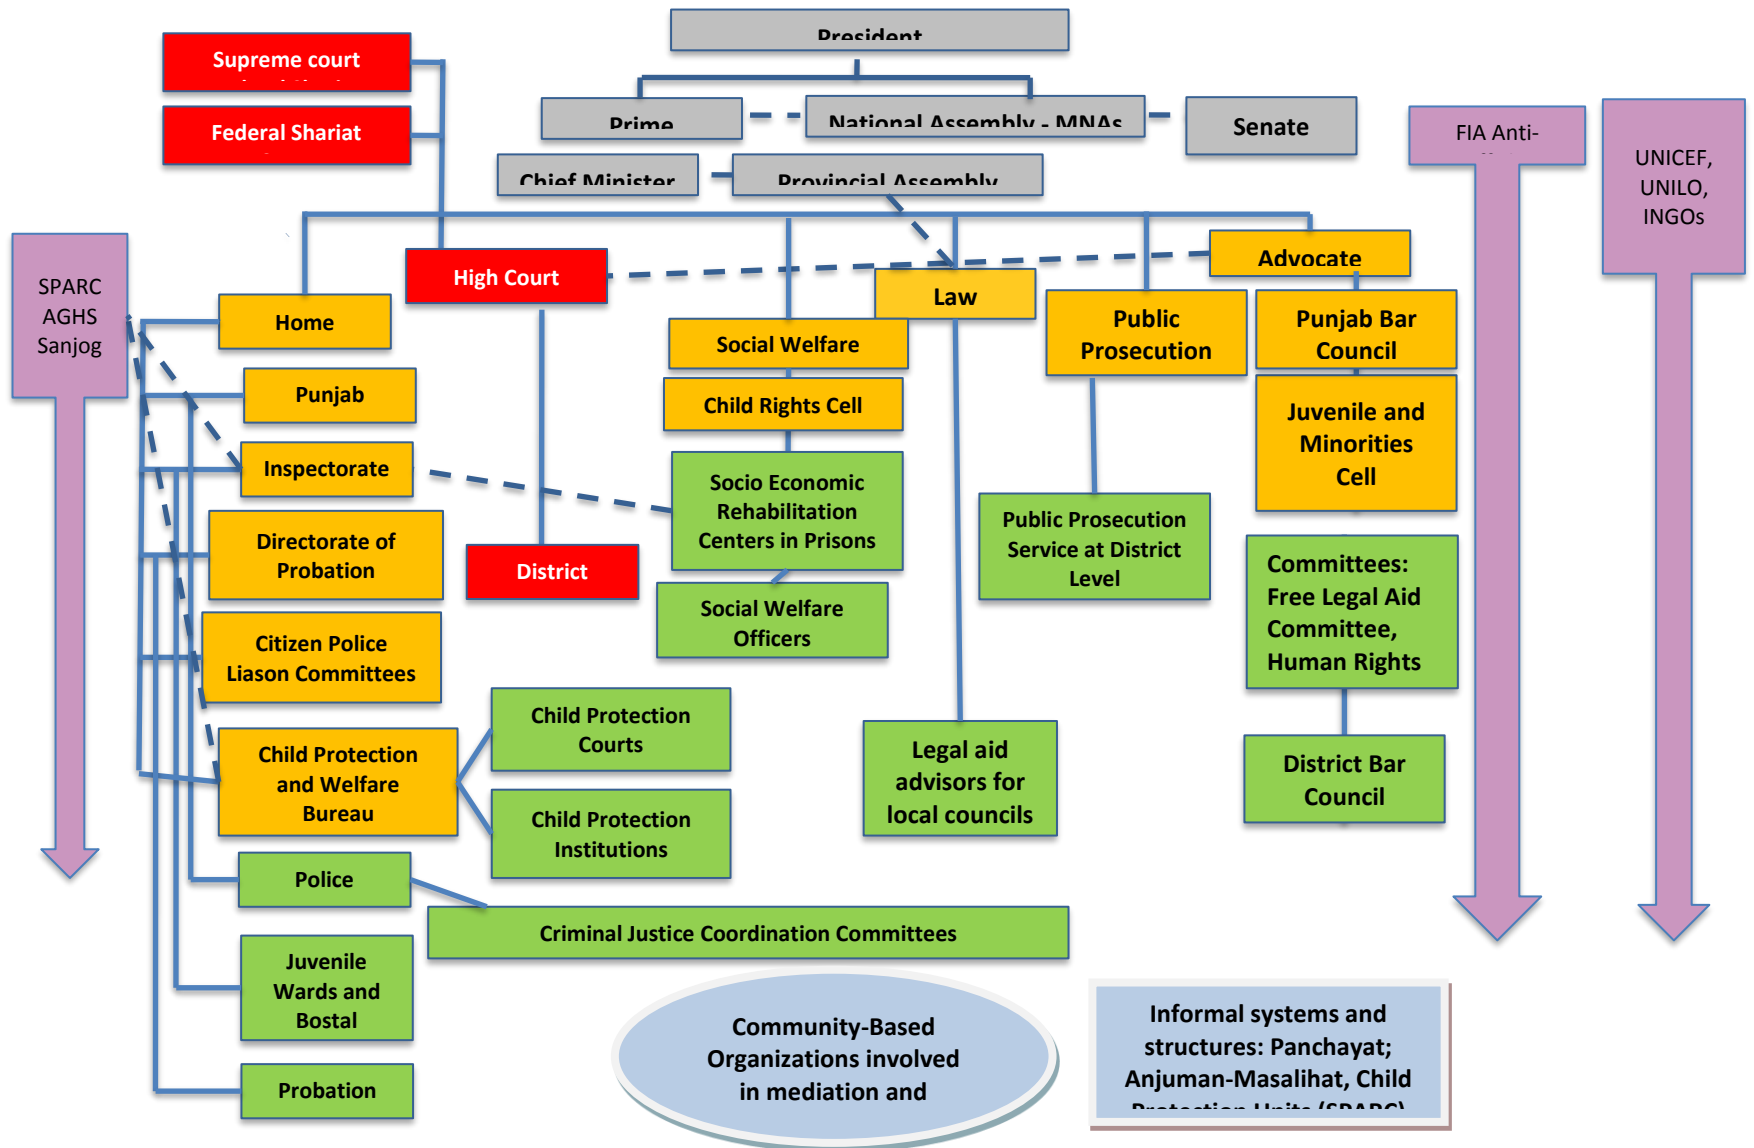 President
Supreme court
Prime
National Assembly - MNAs
Senate
Federal Shariat
FIA Anti-
UNICEF,
UNILO,
INGOs
Chief Minister
Provincial Assembly
SPARC
AGHS
Sanjog
High Court
Advocate
Home
Law
Public
Prosecution
Punjab Bar
Council
Social Welfare
Punjab
Child Rights Cell
Juvenile and
Minorities
Cell
Inspectorate
Socio Economic
Rehabilitation
Centers in Prisons
Public Prosecution
Service at District
Level
Directorate of
Probation
District
Committees:
Free Legal Aid
Committee,
Human Rights
Social Welfare
Officers
Citizen Police
Liason Committees
Child Protection
Courts
Child Protection
and Welfare
Bureau
Legal aid
advisors for
local councils
District Bar
Council
Child Protection
Institutions
Police
Criminal Justice Coordination Committees
Juvenile
Wards and
Bostal
Community-Based
Organizations involved
in mediation and
Informal systems and
structures: Panchayat;
Anjuman-Masalihat, Child
Protection Units (SPARC)
Probation